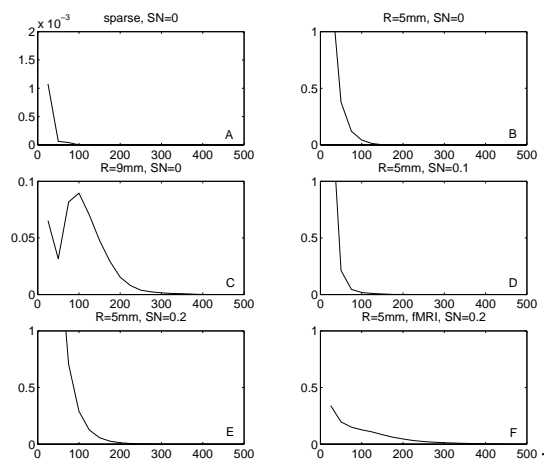 sparse, SN=0
2 x 10⁻³
1.5
1
0.5
0
0 100 200 300 400 500
A
R=5mm, SN=0
1
0.5
0
0 100 200 300 400 500
B
R=9mm, SN=0
0.1
0.05
0
0 100 200 300 400 500
C
R=5mm, SN=0.1
1
0.5
0
0 100 200 300 400 500
D
R=5mm, SN=0.2
1
0.5
0
0 100 200 300 400 500
E
R=5mm, fMRI, SN=0.2
1
0.5
0
0 100 200 300 400 500
F